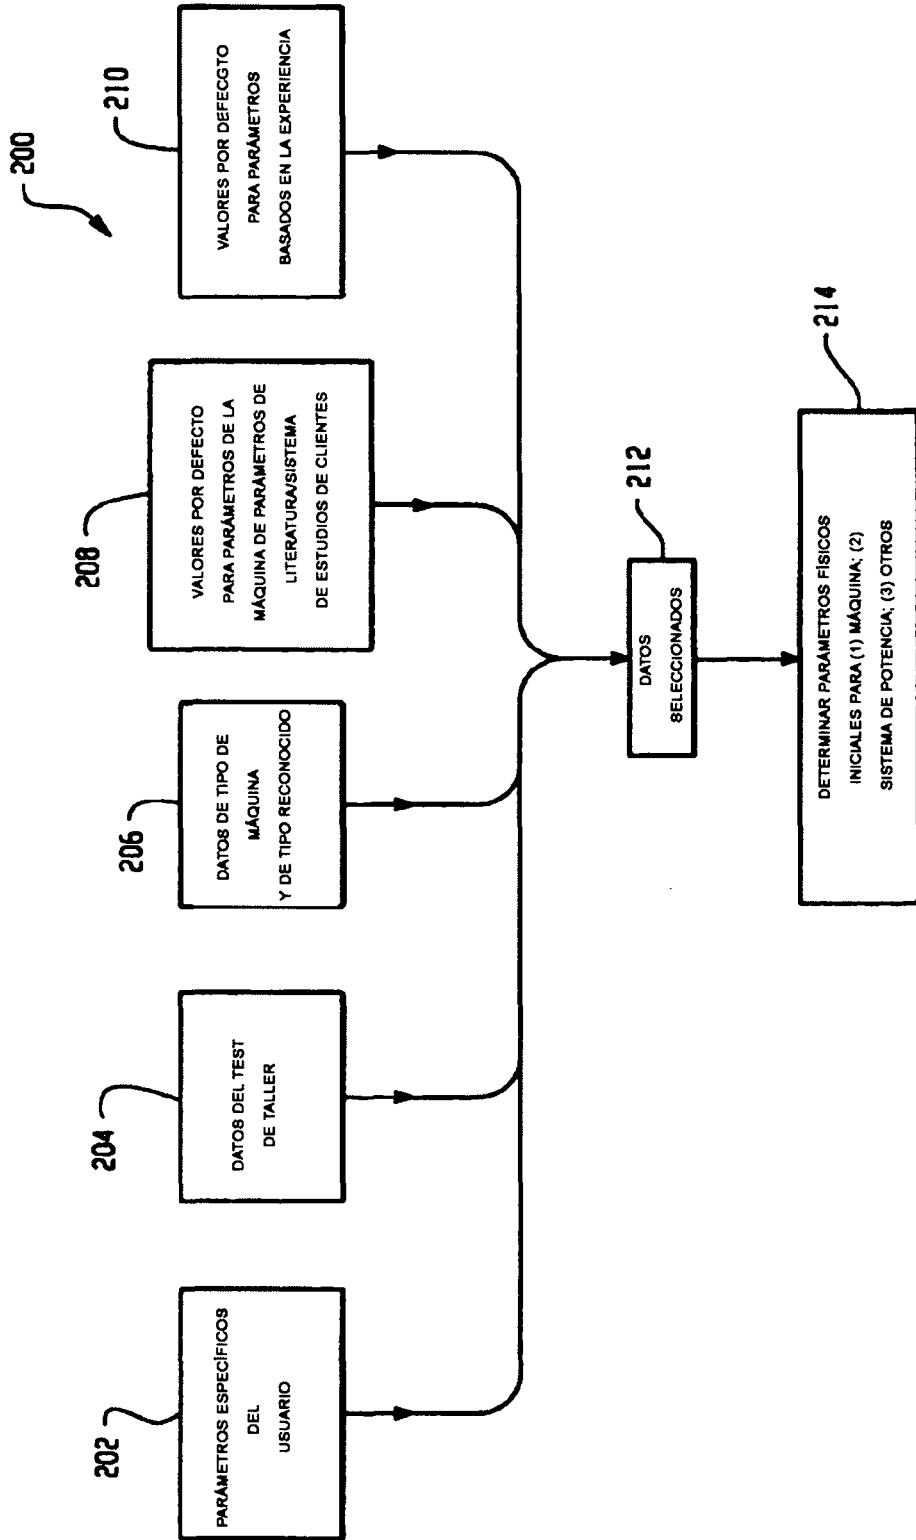 200
202
PARÁMETROS ESPECÍFICOS
DEL
USUARIO
204
DATOS DEL TEST
DE TALLER
206
DATOS DE TIPO DE
MÁQUINA
Y DE TIPO RECONOCIDO
208
VALORES POR DEFECTO
PARA PARÁMETROS DE LA
MÁQUINA DE PARÁMETROS DE
LITERATURA/SISTEMA
DE ESTUDIOS DE CLIENTES
210
VALORES POR DEFECGTO
PARA PARÁMETROS
BASADOS EN LA EXPERIENCIA
212
DATOS
SELECCIONADOS
214
DETERMINAR PARÁMETROS FÍSICOS
INICIALES PARA (1) MÁQUINA; (2)
SISTEMA DE POTENCIA; (3) OTROS